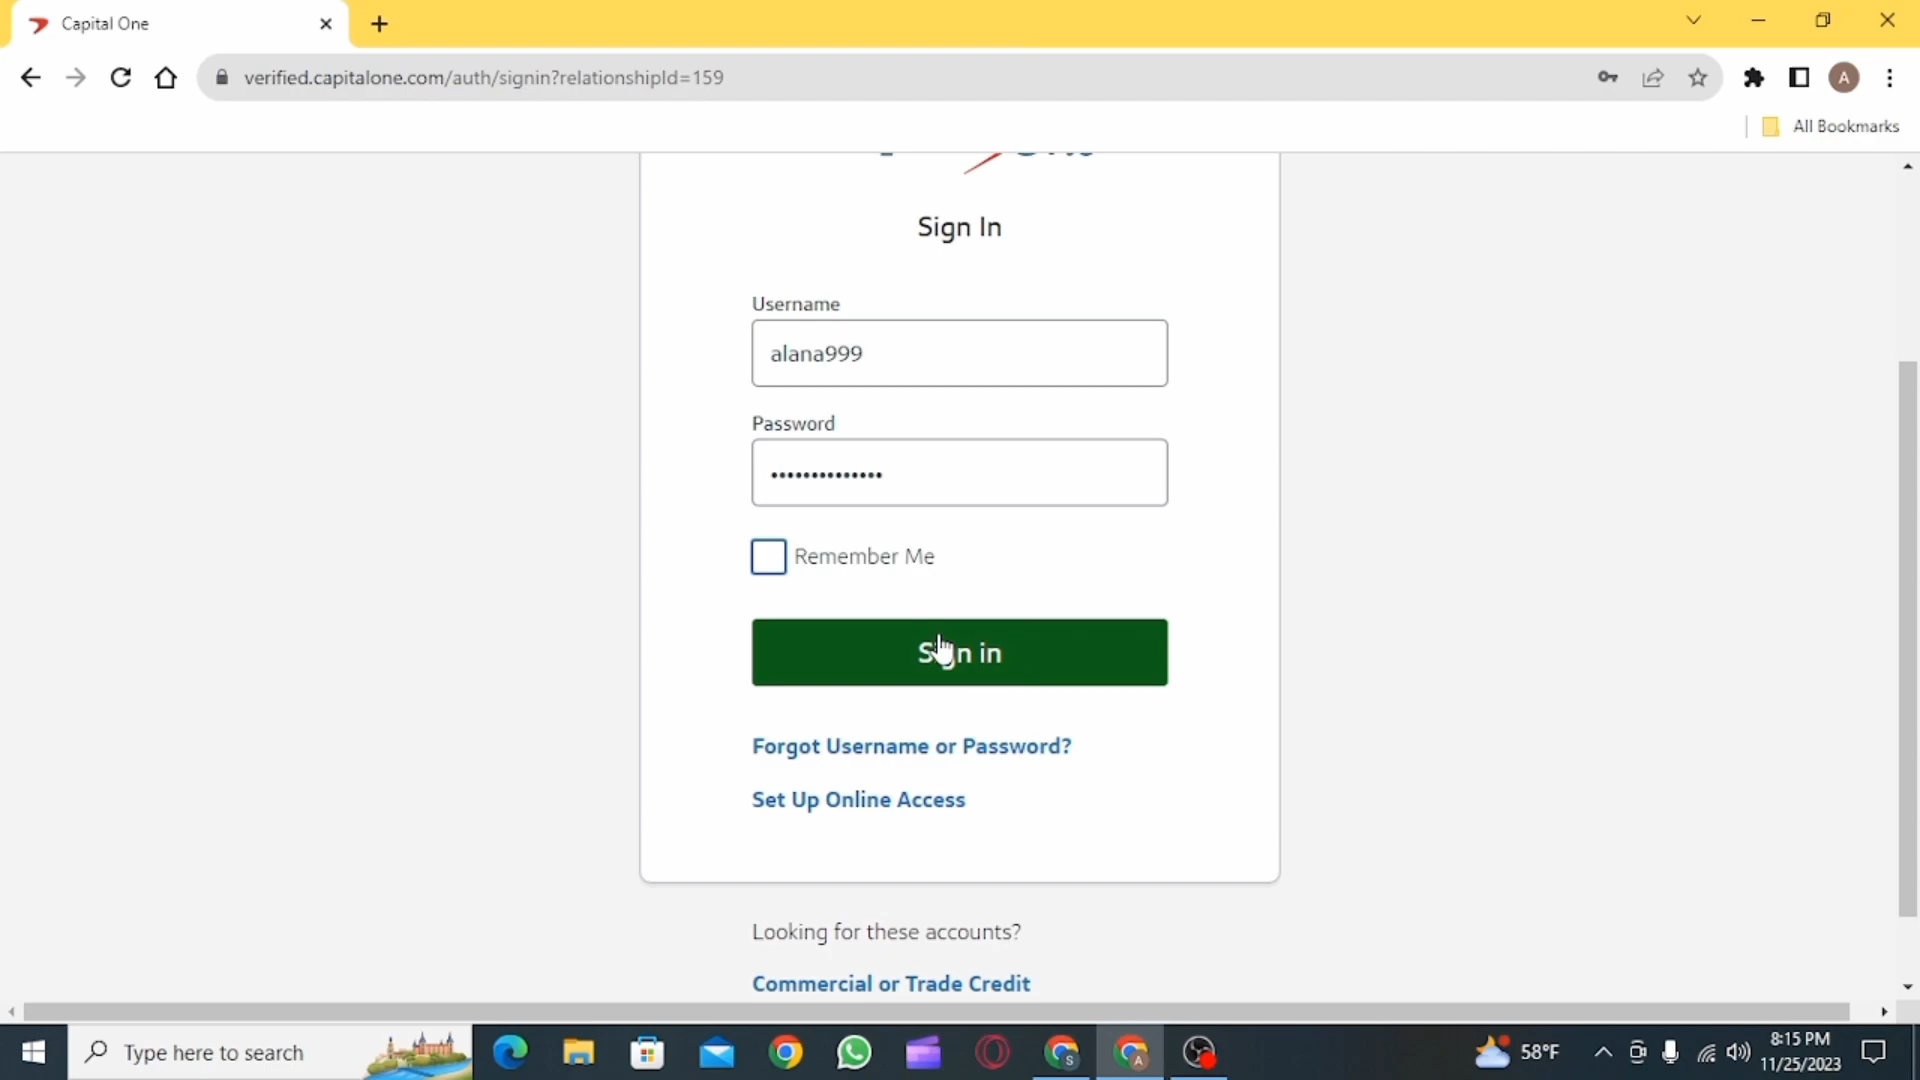 Capital One
verified.capitalone.com/auth/signin?relationshipId=159
A
All Bookmarks
Sign In
Username
alana999
Password
••••••••••••••
Remember Me
Sign in
Forgot Username or Password?
Set Up Online Access
Looking for these accounts?
Commercial or Trade Credit
Type here to search
S
A
58°F
8:15 PM
11/25/2023